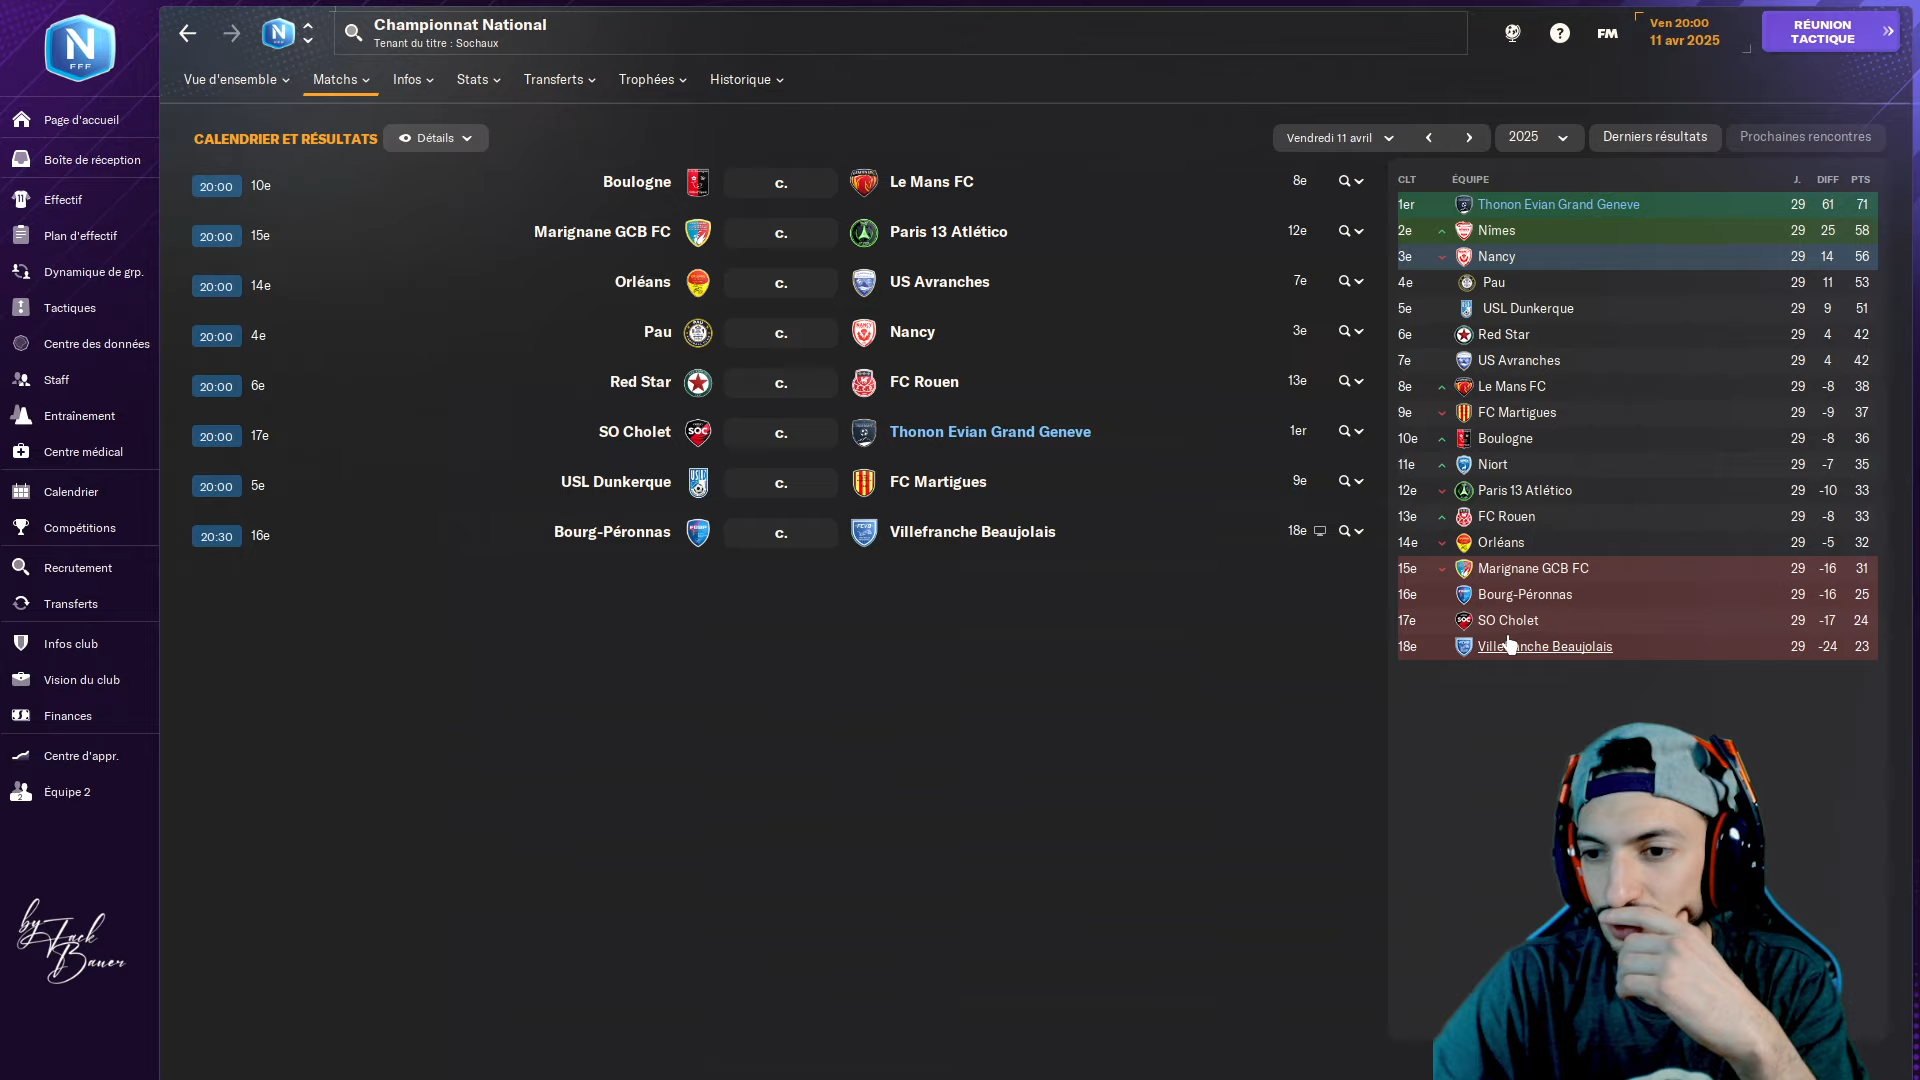 Championnat National
Tenant du titre : Sochaux
Ven 20:00
11 avr 2025
RÉUNION
TACTIQUE
N
FFF
FM
Vue d'ensemble
Matchs
Infos
Stats
Transferts
Trophées
Historique
Page d'accueil
Boîte de réception
Effectif
Plan d'effectif
Dynamique de grp.
Tactiques
Centre des données
Staff
Entraînement
Centre médical
Calendrier
Compétitions
Recrutement
Transferts
Infos club
Vision du club
Finances
Centre d'appr.
Équipe 2
by Jack
Bauer
CALENDRIER ET RÉSULTATS
Détails
Vendredi 11 avril
2025
Derniers résultats
Prochaines rencontres
20:00 10e Boulogne c. Le Mans FC 8e
20:00 15e Marignane GCB FC c. Paris 13 Atlético 12e
20:00 14e Orléans c. US Avranches 7e
20:00 4e Pau c. Nancy 3e
20:00 6e Red Star c. FC Rouen 13e
20:00 17e SO Cholet c. Thonon Evian Grand Geneve 1er
20:00 5e USL Dunkerque c. FC Martigues 9e
20:30 16e Bourg-Péronnas c. Villefranche Beaujolais 18e
CLT ÉQUIPE J. DIFF PTS
1er Thonon Evian Grand Geneve 29 61 71
2e Nîmes 29 25 58
3e Nancy 29 14 56
4e Pau 29 11 53
5e USL Dunkerque 29 9 51
6e Red Star 29 4 42
7e US Avranches 29 4 42
8e Le Mans FC 29 -8 38
9e FC Martigues 29 -9 37
10e Boulogne 29 -8 36
11e Niort 29 -7 35
12e Paris 13 Atlético 29 -10 33
13e FC Rouen 29 -8 33
14e Orléans 29 -5 32
15e Marignane GCB FC 29 -16 31
16e Bourg-Péronnas 29 -16 25
17e SO Cholet 29 -17 24
18e Villefranche Beaujolais 29 -24 23